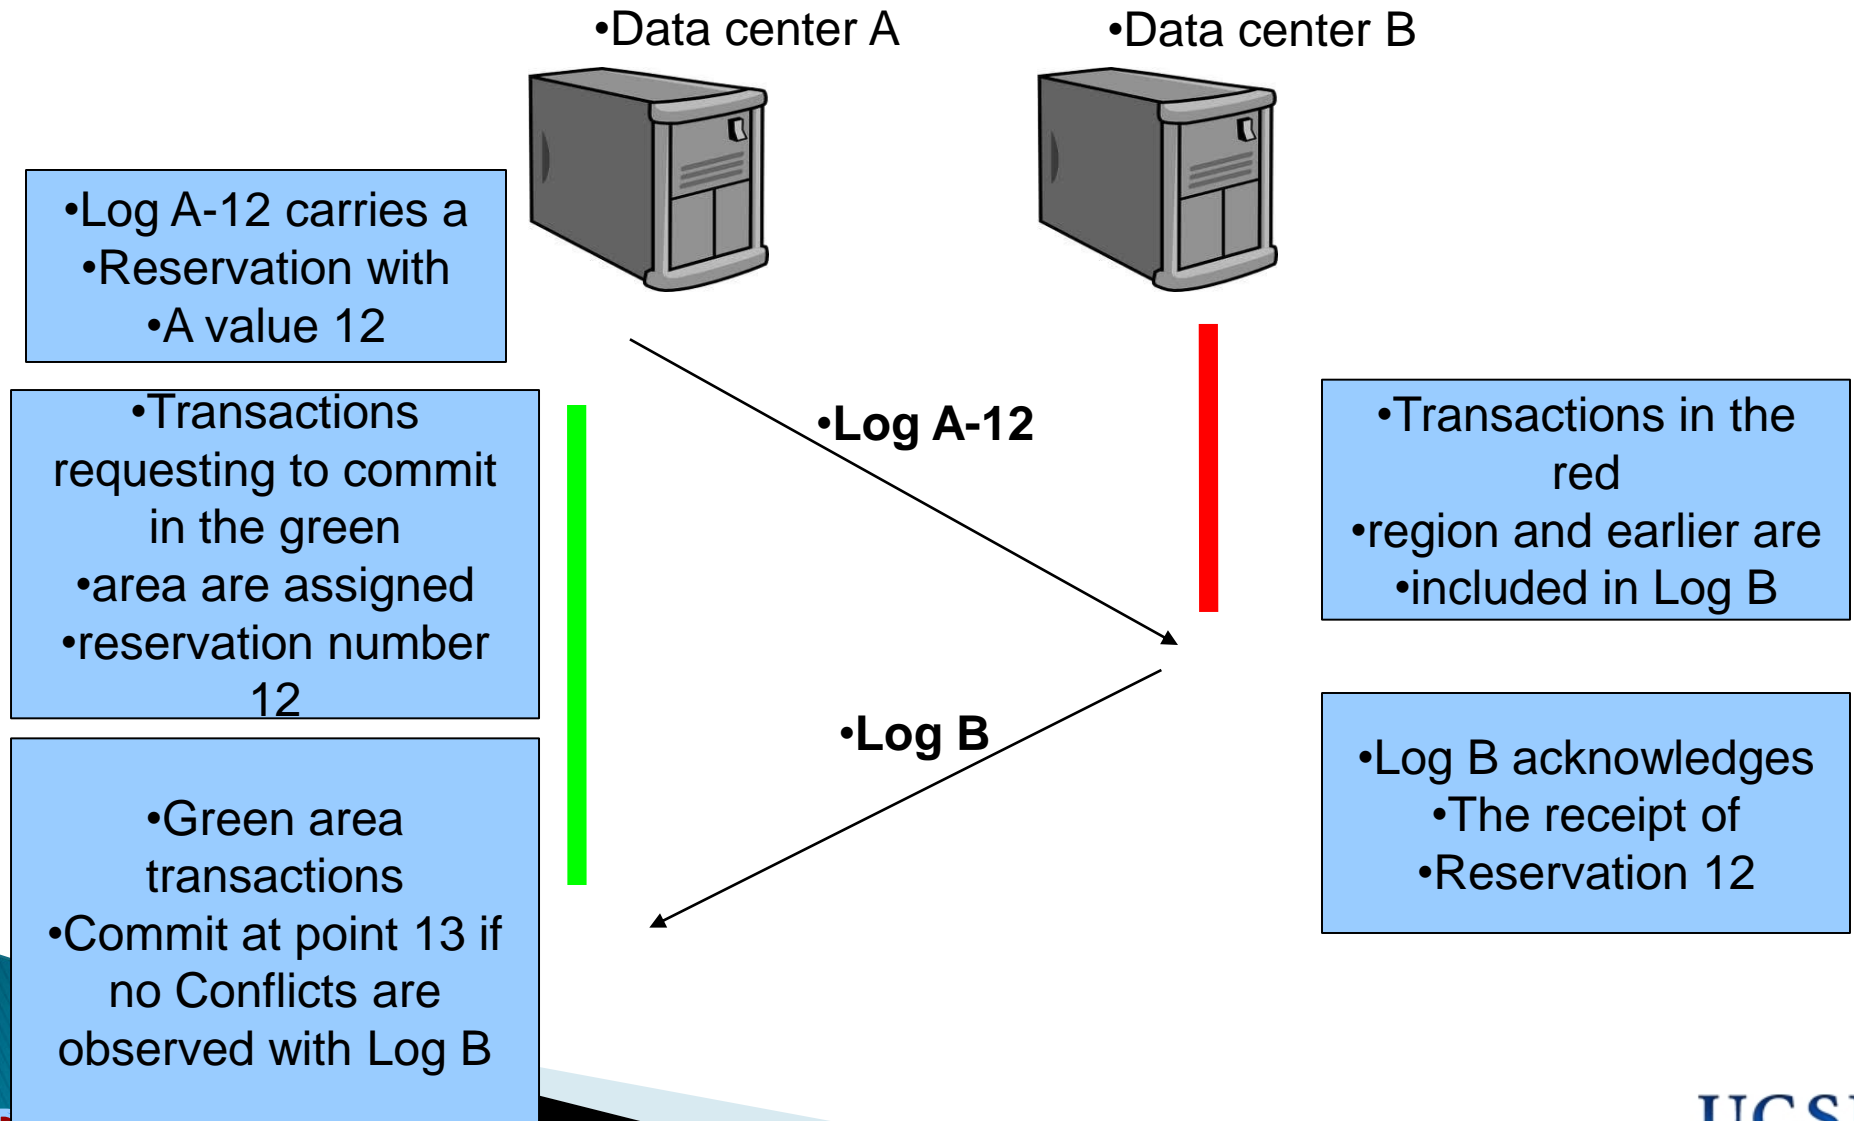 •Data center A
•Data center B
•Log A-12 carries a
•Reservation with
•A value 12
•Transactions
requesting to commit
in the green
•area are assigned
•reservation number
12
•Green area
transactions
•Commit at point 13 if
no Conflicts are
observed with Log B
•Log A-12
•Log B
•Transactions in the
red
•region and earlier are
•included in Log B
•Log B acknowledges
•The receipt of
•Reservation 12